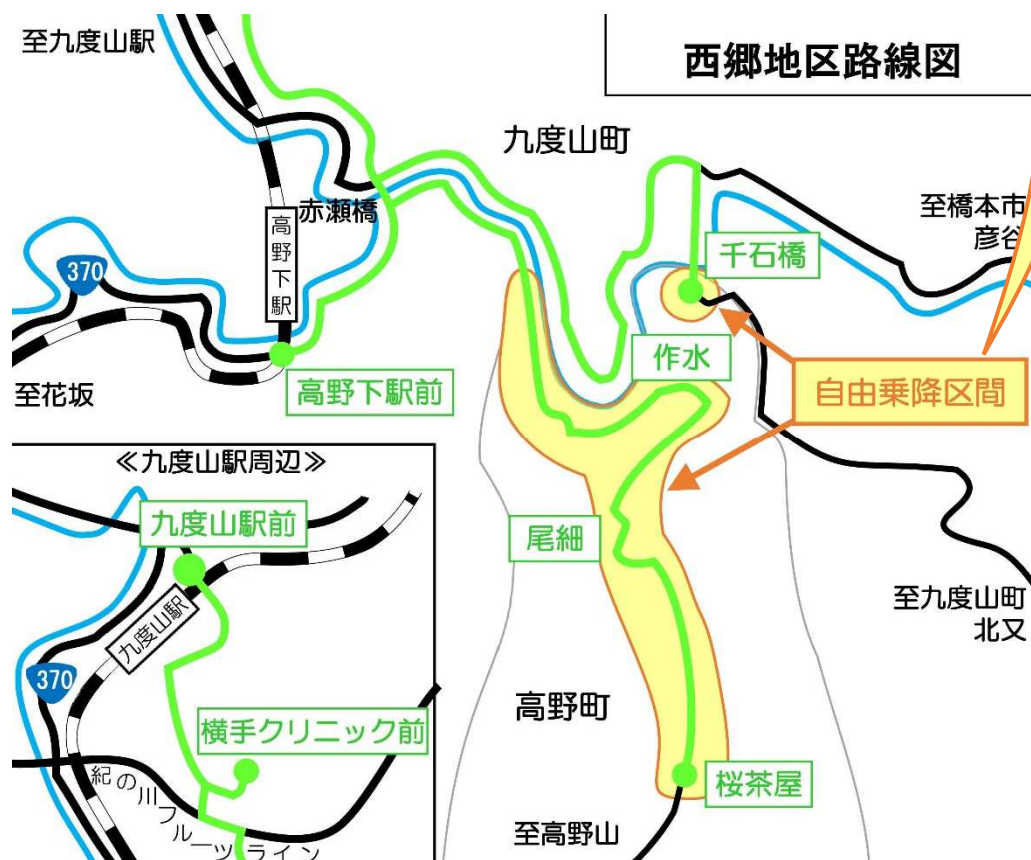 至九度山駅
西郷地区路線図
九度山町
赤瀬橋
至橋本市
彦谷
高野下駅
千石橋
370
作水
自由乗降区間
高野下駅前
至花坂
≪九度山駅周辺≫
九度山駅前
尾細
九度山駅
至九度山町
北又
370
高野町
横手クリニック前
桜茶屋
紀の川フルーツライン
至高野山